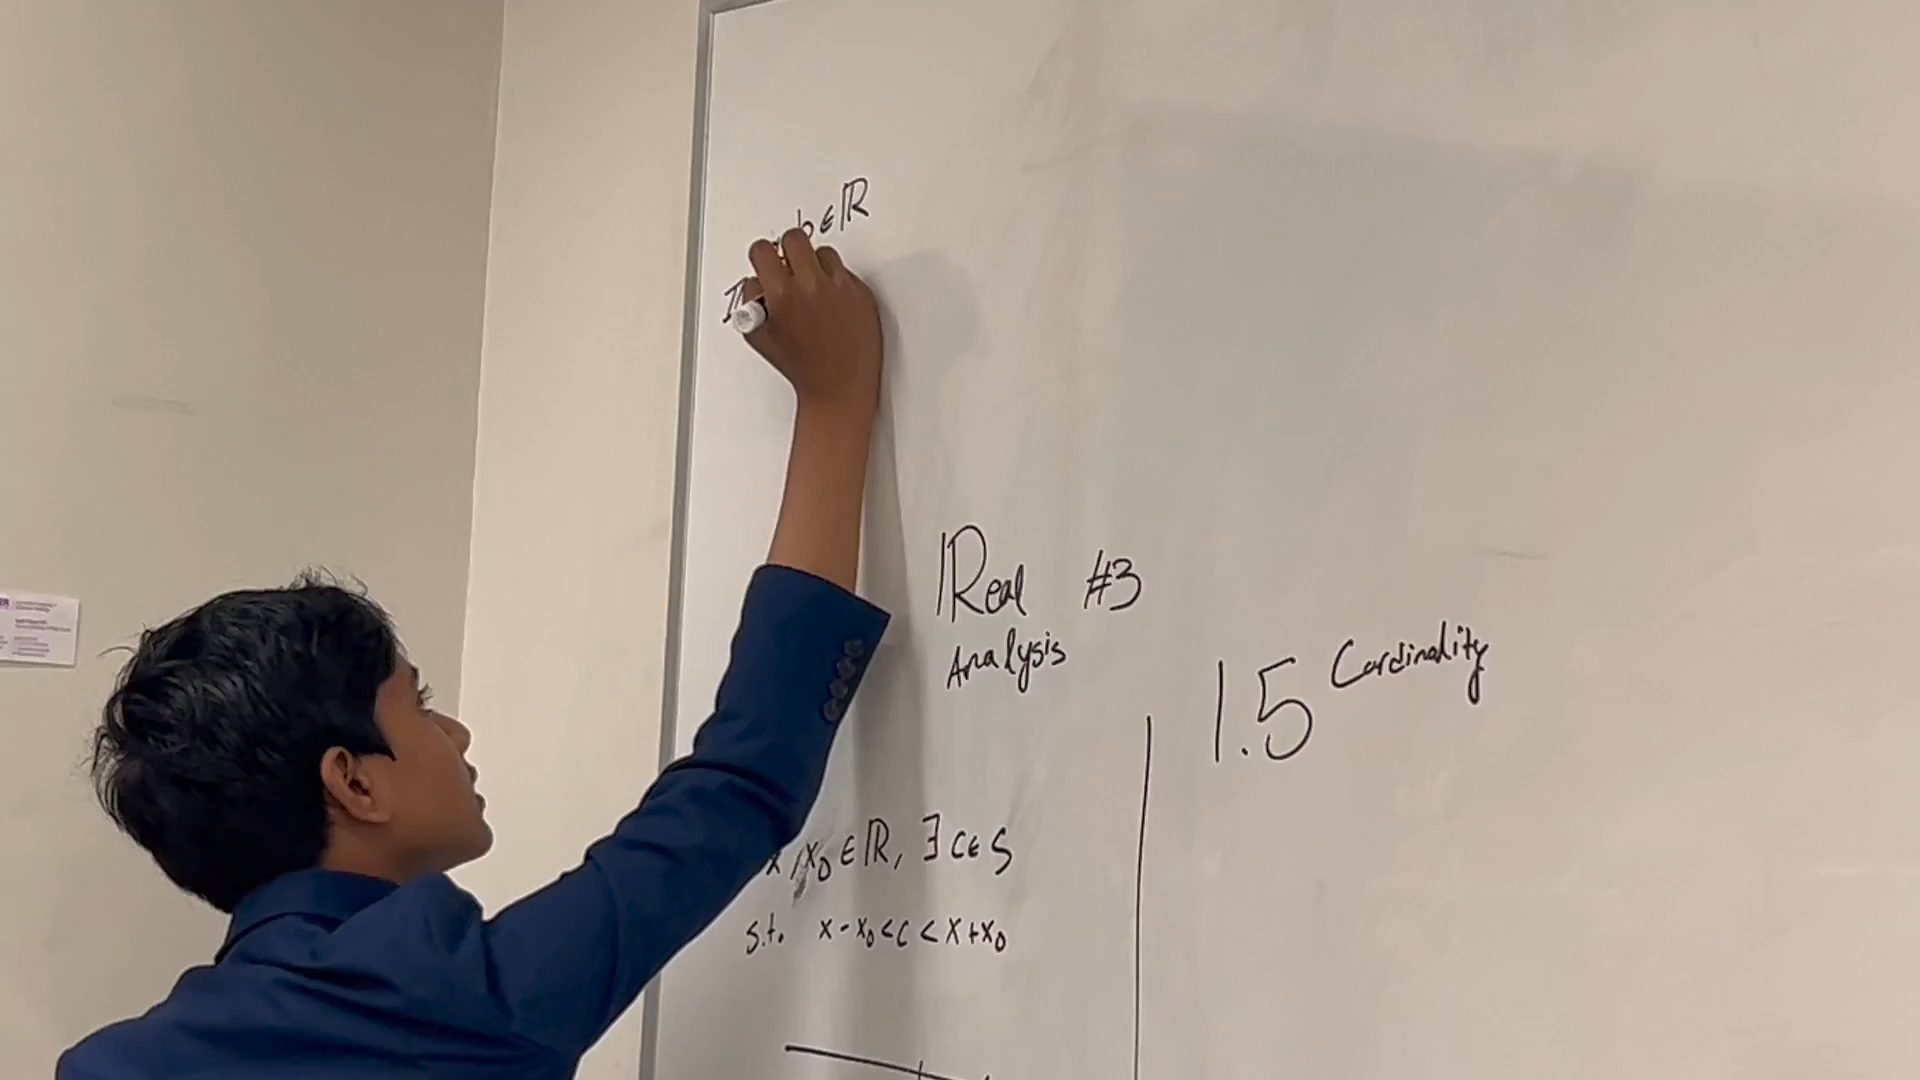 b ∈ ℝ
ℝeal #3
Analysis
1.5 Cardinality
x, x₀ ∈ ℝ, ∃ c ∈ S
s.t. x - x₀ < c < x + x₀